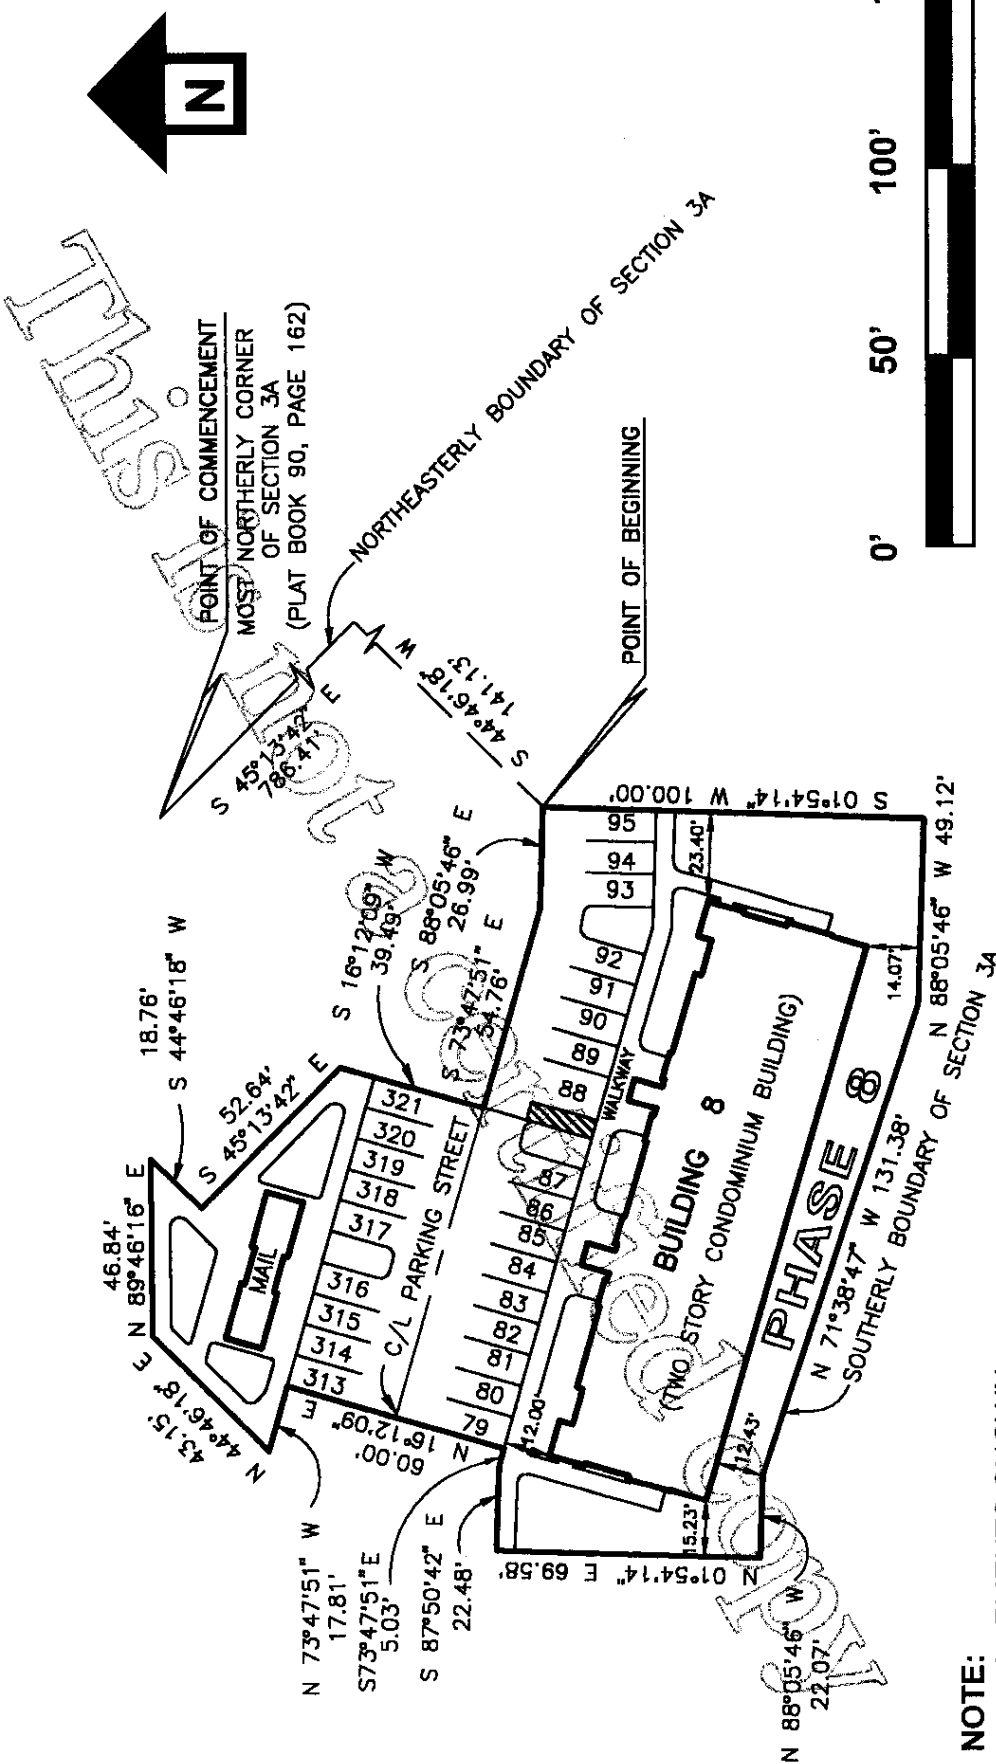 N
This is not a certified copy
POINT OF COMMENCEMENT
MOST NORTHERLY CORNER
OF SECTION 3A
(PLAT BOOK 90, PAGE 162)
NORTHEASTERLY BOUNDARY OF SECTION 3A
S 45°13'42" E
786.41'
S 44°46'18" W
141.13'
POINT OF BEGINNING
0'
50'
100'
18.76'
S 44°46'18" W
52.64'
S 45°13'42" E
46.84'
N 89°46'16" E
43.15'
N 44°46'18" E
N 73°47'51" W
17.81'
S73°47'51"E
5.03'
S 87°50'42" E
22.48'
N 16°12'09" E
60.00'
S 16°12'09" W
39.49'
S 88°05'46" E
26.99'
S 73°47'51" E
54.76'
S 01°54'14" W 100.00'
N 88°05'46" W 49.12'
N 71°38'47" W 131.38'
SOUTHERLY BOUNDARY OF SECTION 3A
N 88°05'46" W
22.07'
N 01°54'14" E 69.58'
MAIL
313
314
315
316
317
318
319
320
321
C/L PARKING STREET
79
80
81
82
83
84
85
86
87
88
89
90
91
92
93
94
95
WALKWAY
12.00'
15.23'
12.43'
14.07'
23.40'
BUILDING 8
(TWO STORY CONDOMINIUM BUILDING)
PHASE 8
NOTE: